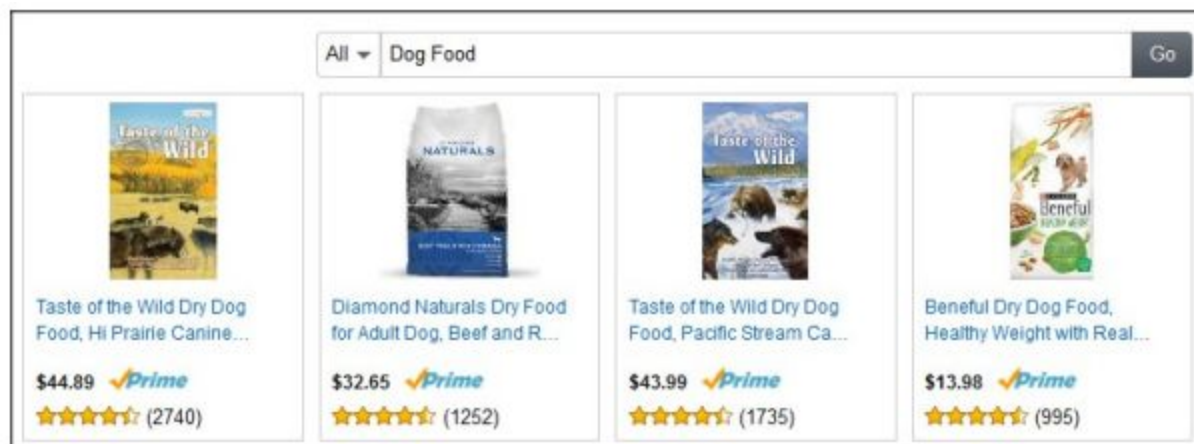 All
Dog Food
Go
Taste of the
Wild
DIAMOND
NATURALS
Taste of the
Wild
Beneful
HEALTHY WEIGHT
Taste of the Wild Dry Dog
Food, Hi Prairie Canine...
Diamond Naturals Dry Food
for Adult Dog, Beef and R...
Taste of the Wild Dry Dog
Food, Pacific Stream Ca...
Beneful Dry Dog Food,
Healthy Weight with Real...
$44.89 Prime
$32.65 Prime
$43.99 Prime
$13.98 Prime
(2740)
(1252)
(1735)
(995)